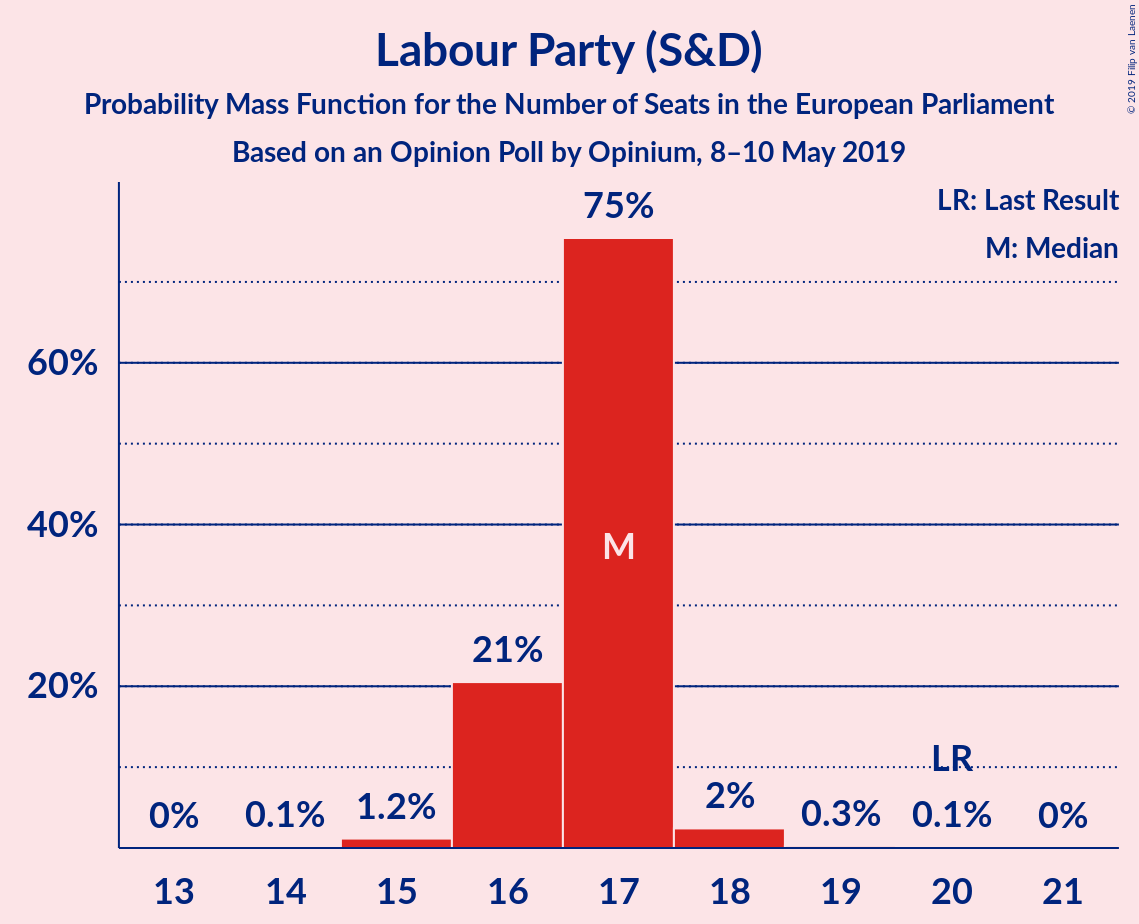 Labour Party (S&D)
Probability Mass Function for the Number of Seats in the European Parliament
Based on an Opinion Poll by Opinium, 8–10 May 2019
© 2019 Filip van Laenen
LR: Last Result
M: Median
75%
60%
40%
M
21%
20%
LR
0% 0.1% 1.2% 2% 0.3% 0.1% 0%
13 14 15 16 17 18 19 20 21